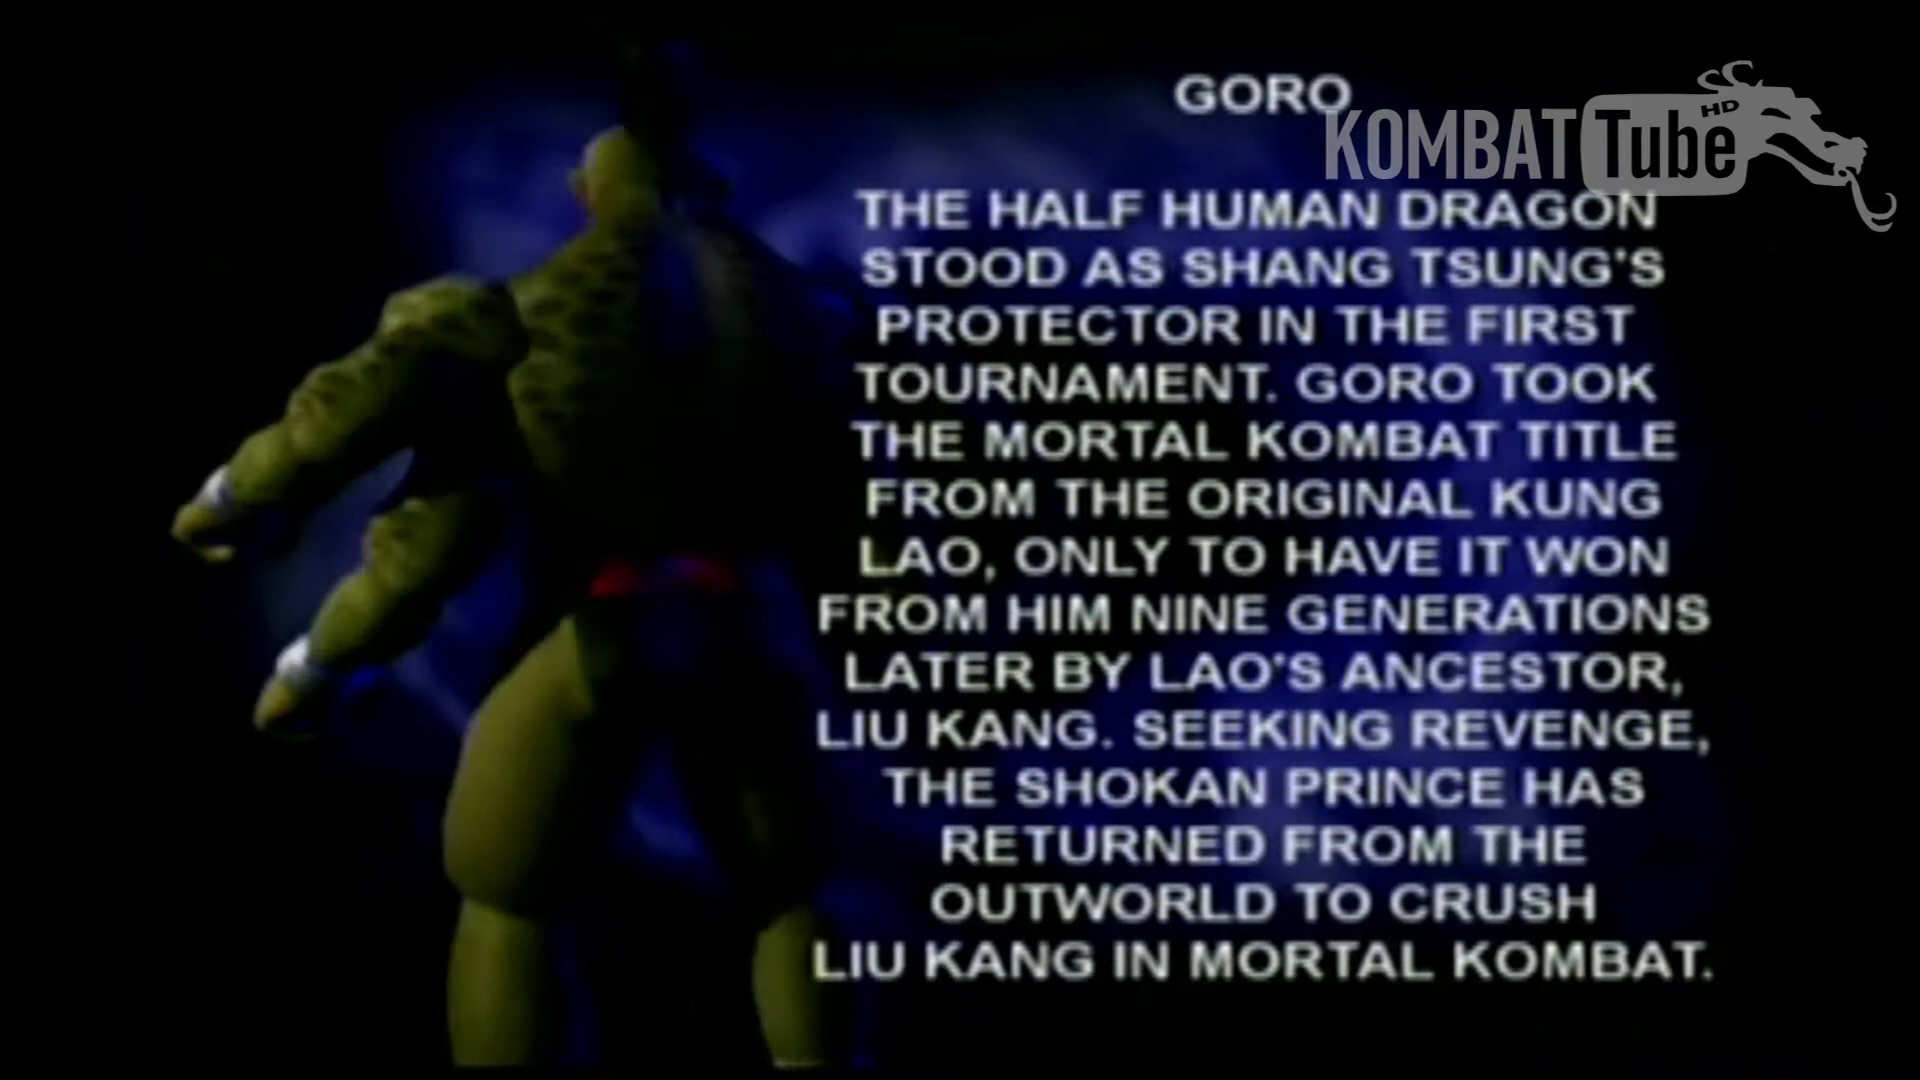 GORO
KOMBAT Tube HD
THE HALF HUMAN DRAGON
STOOD AS SHANG TSUNG'S
PROTECTOR IN THE FIRST
TOURNAMENT. GORO TOOK
THE MORTAL KOMBAT TITLE
FROM THE ORIGINAL KUNG
LAO, ONLY TO HAVE IT WON
FROM HIM NINE GENERATIONS
LATER BY LAO'S ANCESTOR,
LIU KANG. SEEKING REVENGE,
THE SHOKAN PRINCE HAS
RETURNED FROM THE
OUTWORLD TO CRUSH
LIU KANG IN MORTAL KOMBAT.